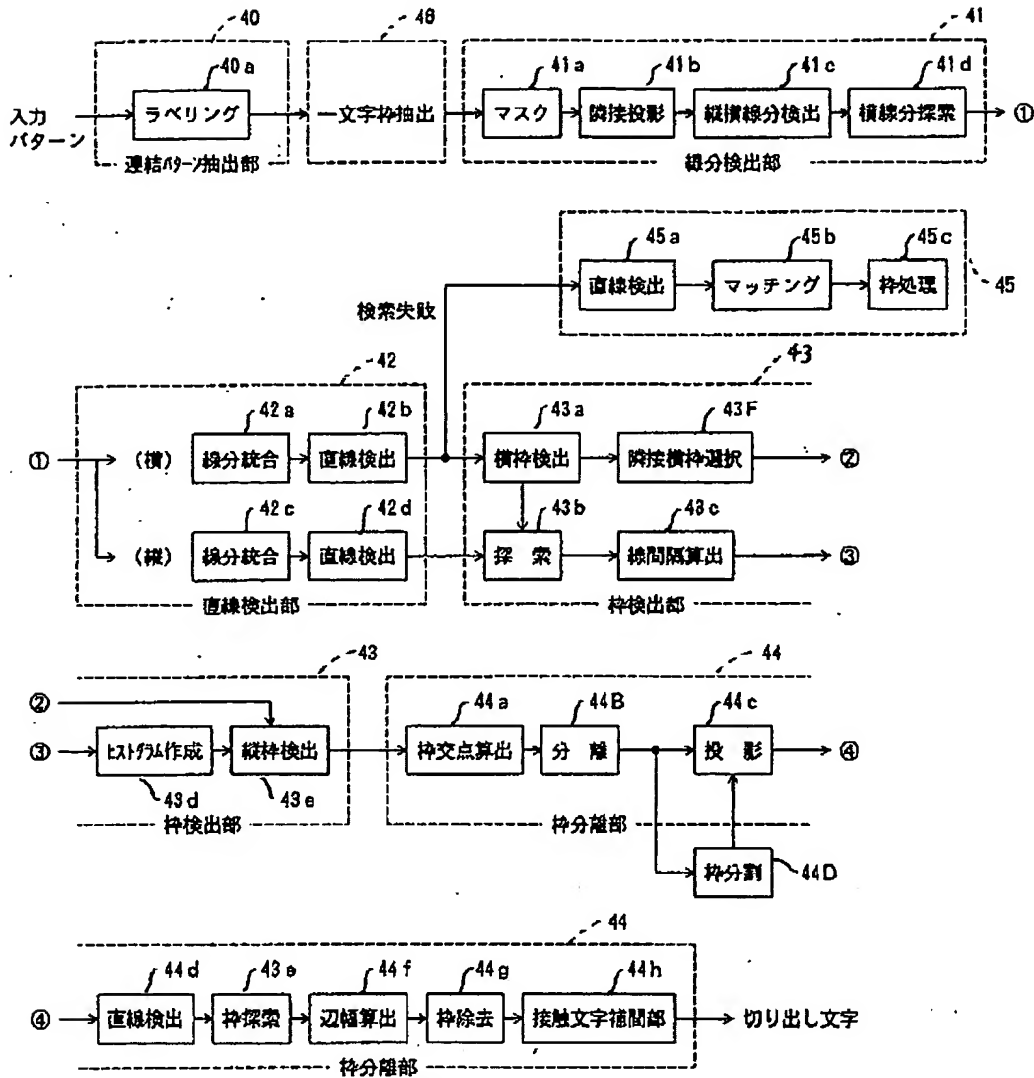 40
46
41
40a
41a
41b
41c
41d
入力
パターン
ラベリング
一文字枠抽出
マスク
隣接投影
縦横線分検出
横線分探索
①
連結パターン抽出部
線分検出部
45a
45b
45c
直線検出
マッチング
枠処理
45
検索失敗
42
43
42a
42b
43a
43F
①
(横)
線分統合
直線検出
横枠検出
隣接横枠選択
②
42c
42d
43b
43c
(縦)
線分統合
直線検出
探索
線間隔算出
③
直線検出部
枠検出部
43
44
②
44a
44B
44c
③
ヒストグラム作成
縦枠検出
枠交点算出
分離
投影
④
43d
43e
枠検出部
枠分離部
枠分割
44D
44
44d
43e
44f
44g
44h
④
直線検出
枠探索
辺幅算出
枠除去
接触文字補間部
切り出し文字
枠分離部